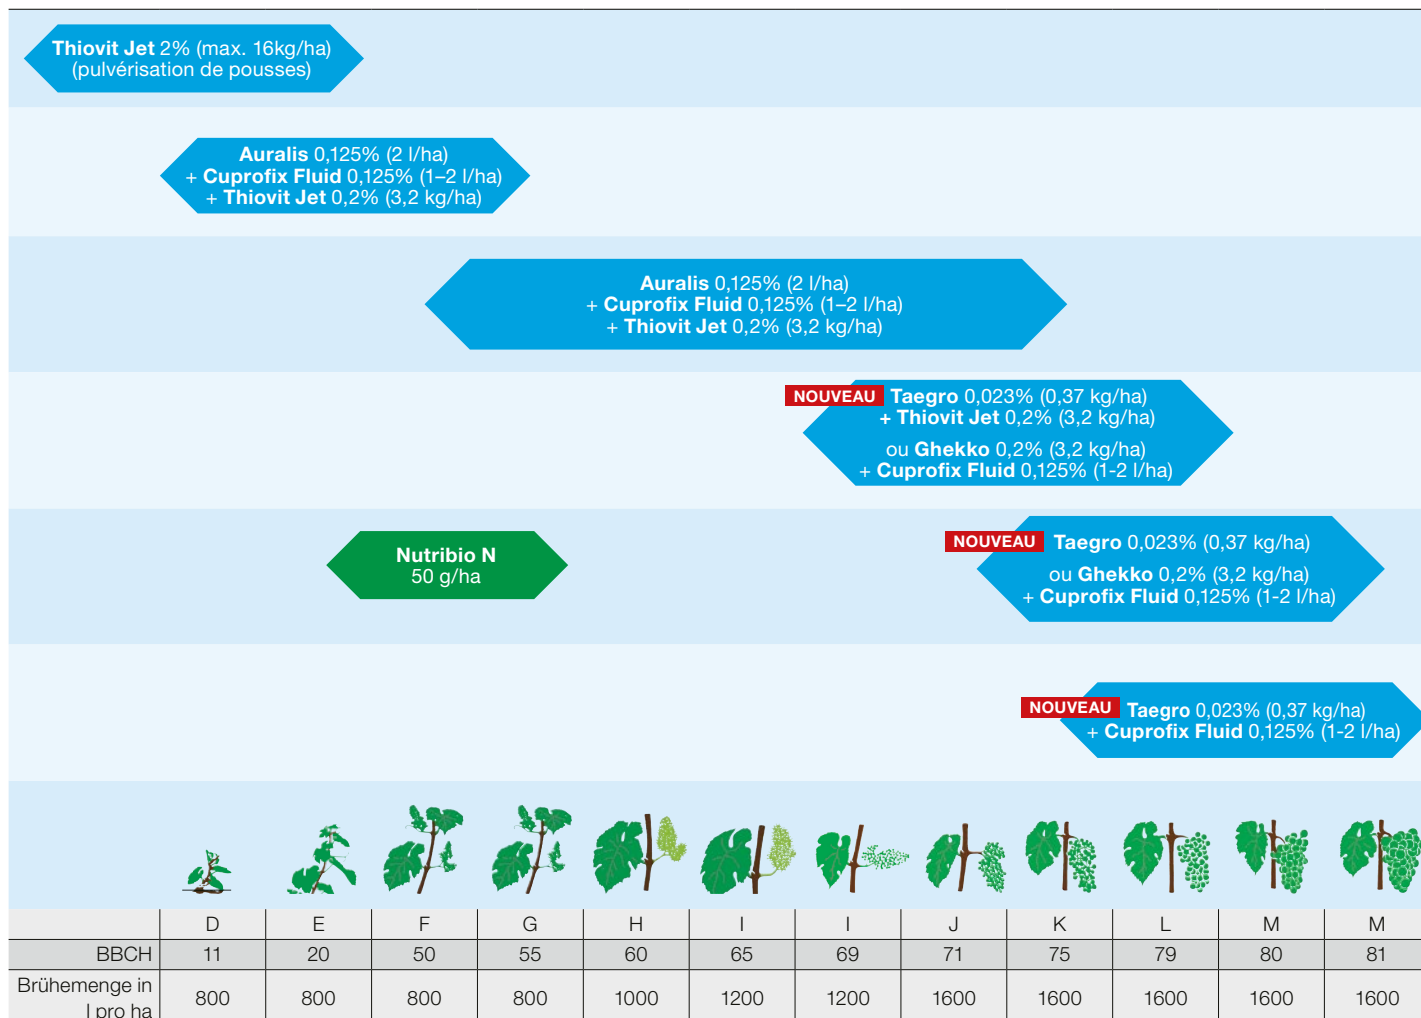 Thiovit Jet 2% (max. 16kg/ha)
(pulvérisation de pousses)
Auralis 0,125% (2 l/ha)
+ Cuprofix Fluid 0,125% (1–2 l/ha)
+ Thiovit Jet 0,2% (3,2 kg/ha)
Auralis 0,125% (2 l/ha)
+ Cuprofix Fluid 0,125% (1–2 l/ha)
+ Thiovit Jet 0,2% (3,2 kg/ha)
NOUVEAU Taegro 0,023% (0,37 kg/ha)
+ Thiovit Jet 0,2% (3,2 kg/ha)
ou Ghekko 0,2% (3,2 kg/ha)
+ Cuprofix Fluid 0,125% (1-2 l/ha)
Nutribio N
50 g/ha
NOUVEAU Taegro 0,023% (0,37 kg/ha)
ou Ghekko 0,2% (3,2 kg/ha)
+ Cuprofix Fluid 0,125% (1-2 l/ha)
NOUVEAU Taegro 0,023% (0,37 kg/ha)
+ Cuprofix Fluid 0,125% (1-2 l/ha)
D E F G H I I J K L M M
BBCH 11 20 50 55 60 65 69 71 75 79 80 81
Brühemenge in
l pro ha 800 800 800 800 1000 1200 1200 1600 1600 1600 1600 1600